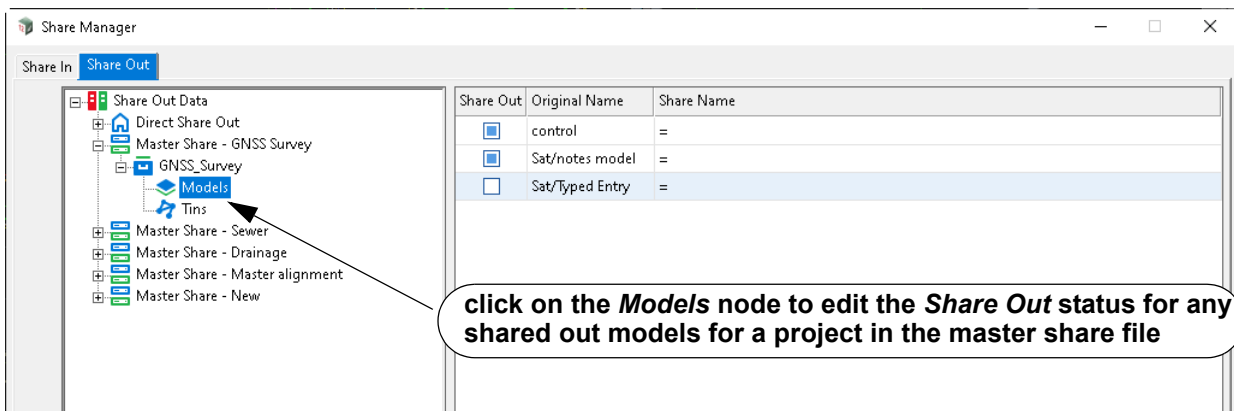 Share Manager
Share In Share Out
Share Out Data
Direct Share Out
Master Share - GNSS Survey
GNSS_Survey
Models
Tins
Master Share - Sewer
Master Share - Drainage
Master Share - Master alignment
Master Share - New
Share Out Original Name Share Name
control =
Sat/notes model =
Sat/Typed Entry =
click on the Models node to edit the Share Out status for any
shared out models for a project in the master share file